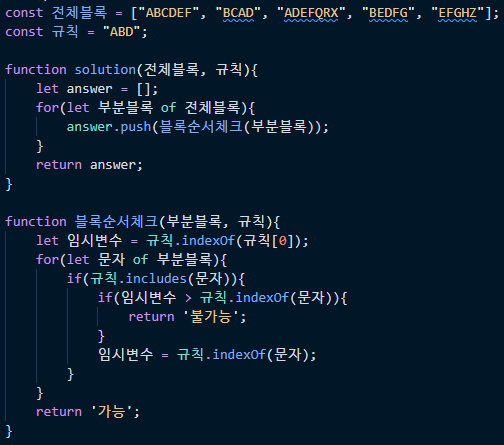 const 전체블록 = ["ABCDEF", "BCAD", "ADEFQRX", "BEDFG", "EFGHZ"];
const 규칙 = "ABD";

function solution(전체블록, 규칙){
    let answer = [];
    for(let 부분블록 of 전체블록){
        answer.push(블록순서체크(부분블록));
    }
    return answer;
}

function 블록순서체크(부분블록, 규칙){
    let 임시변수 = 규칙.indexOf(규칙[0]);
    for(let 문자 of 부분블록){
        if(규칙.includes(문자)){
            if(임시변수 > 규칙.indexOf(문자)){
                return '불가능';
            }
            임시변수 = 규칙.indexOf(문자);
        }
    }
    return '가능';
}